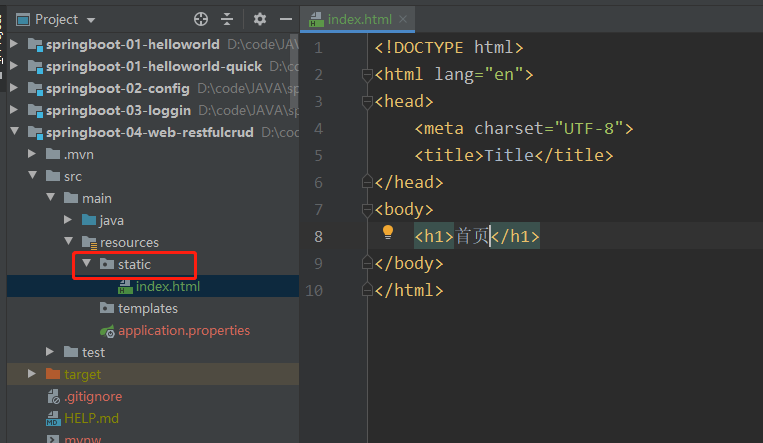 Project
springboot-01-helloworld D:\code\JAVA\sp
springboot-01-helloworld-quick D:\code\JA
springboot-02-config D:\code\JAVA\spring
springboot-03-loggin D:\code\JAVA\spring
springboot-04-web-restfulcrud D:\code\JA
.mvn
src
main
java
resources
static
index.html
templates
application.properties
test
target
.gitignore
HELP.md
mvnw
index.html
1 <!DOCTYPE html>
2 <html lang="en">
3 <head>
4 <meta charset="UTF-8">
5 <title>Title</title>
6 </head>
7 <body>
8 <h1>首页</h1>
9 </body>
10 </html>